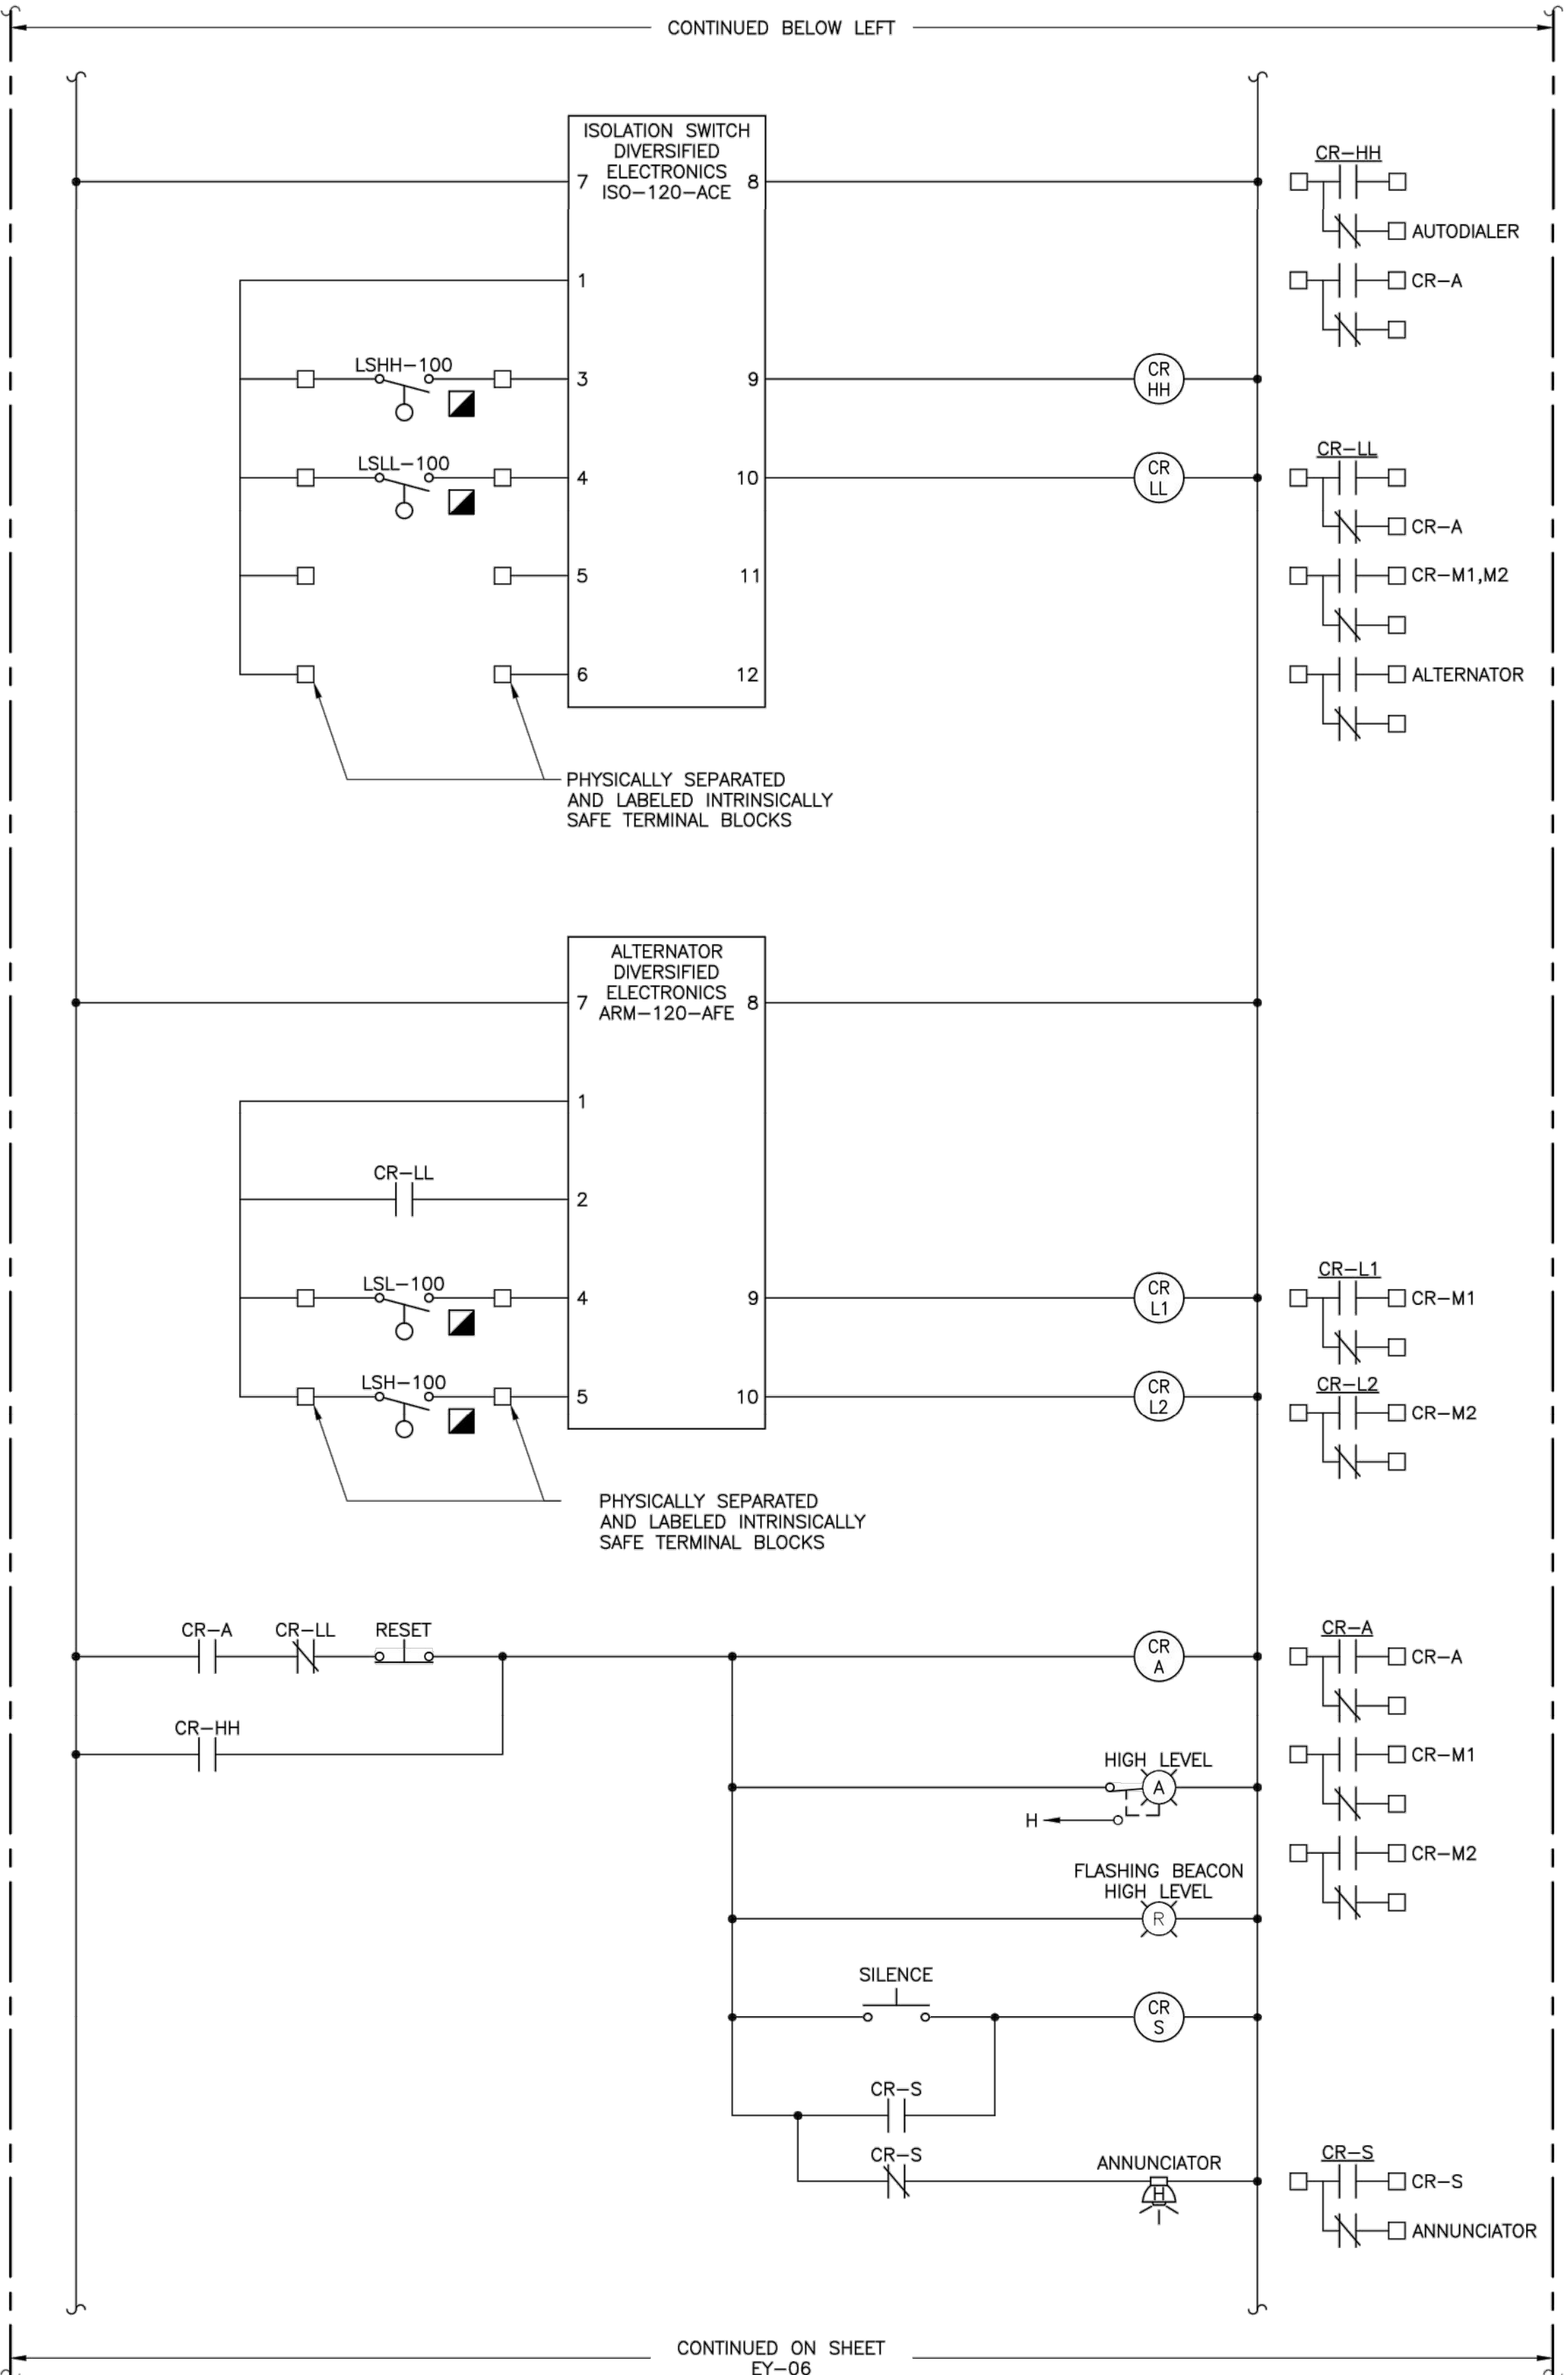 CONTINUED BELOW LEFT
ISOLATION SWITCH
DIVERSIFIED
ELECTRONICS
ISO-120-ACE
7
8
CR-HH
AUTODIALER
1
CR-A
LSHH-100
3
9
CR
HH
LSLL-100
4
10
CR
LL
CR-LL
CR-A
5
11
CR-M1,M2
6
12
ALTERNATOR
PHYSICALLY SEPARATED
AND LABELED INTRINSICALLY
SAFE TERMINAL BLOCKS
ALTERNATOR
DIVERSIFIED
ELECTRONICS
ARM-120-AFE
7
8
1
CR-LL
2
LSL-100
4
9
CR
L1
CR-L1
CR-M1
LSH-100
5
10
CR
L2
CR-L2
CR-M2
PHYSICALLY SEPARATED
AND LABELED INTRINSICALLY
SAFE TERMINAL BLOCKS
CR-A
CR-LL
RESET
CR
A
CR-A
CR-A
CR-HH
HIGH LEVEL
A
H
CR-M1
FLASHING BEACON
HIGH LEVEL
R
CR-M2
SILENCE
CR
S
CR-S
CR-S
ANNUNCIATOR
H
CR-S
CR-S
ANNUNCIATOR
CONTINUED ON SHEET
EY-06